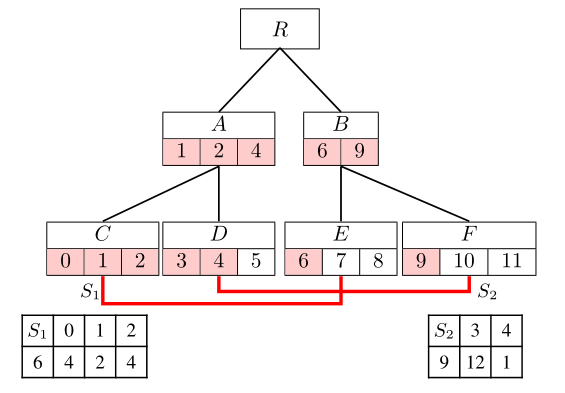 R
A B
1 2 4 6 9
C D E F
0 1 2 3 4 5 6 7 8 9 10 11
S₁ S₂
S₁ 0 1 2 S₂ 3 4
6 4 2 4 9 12 1